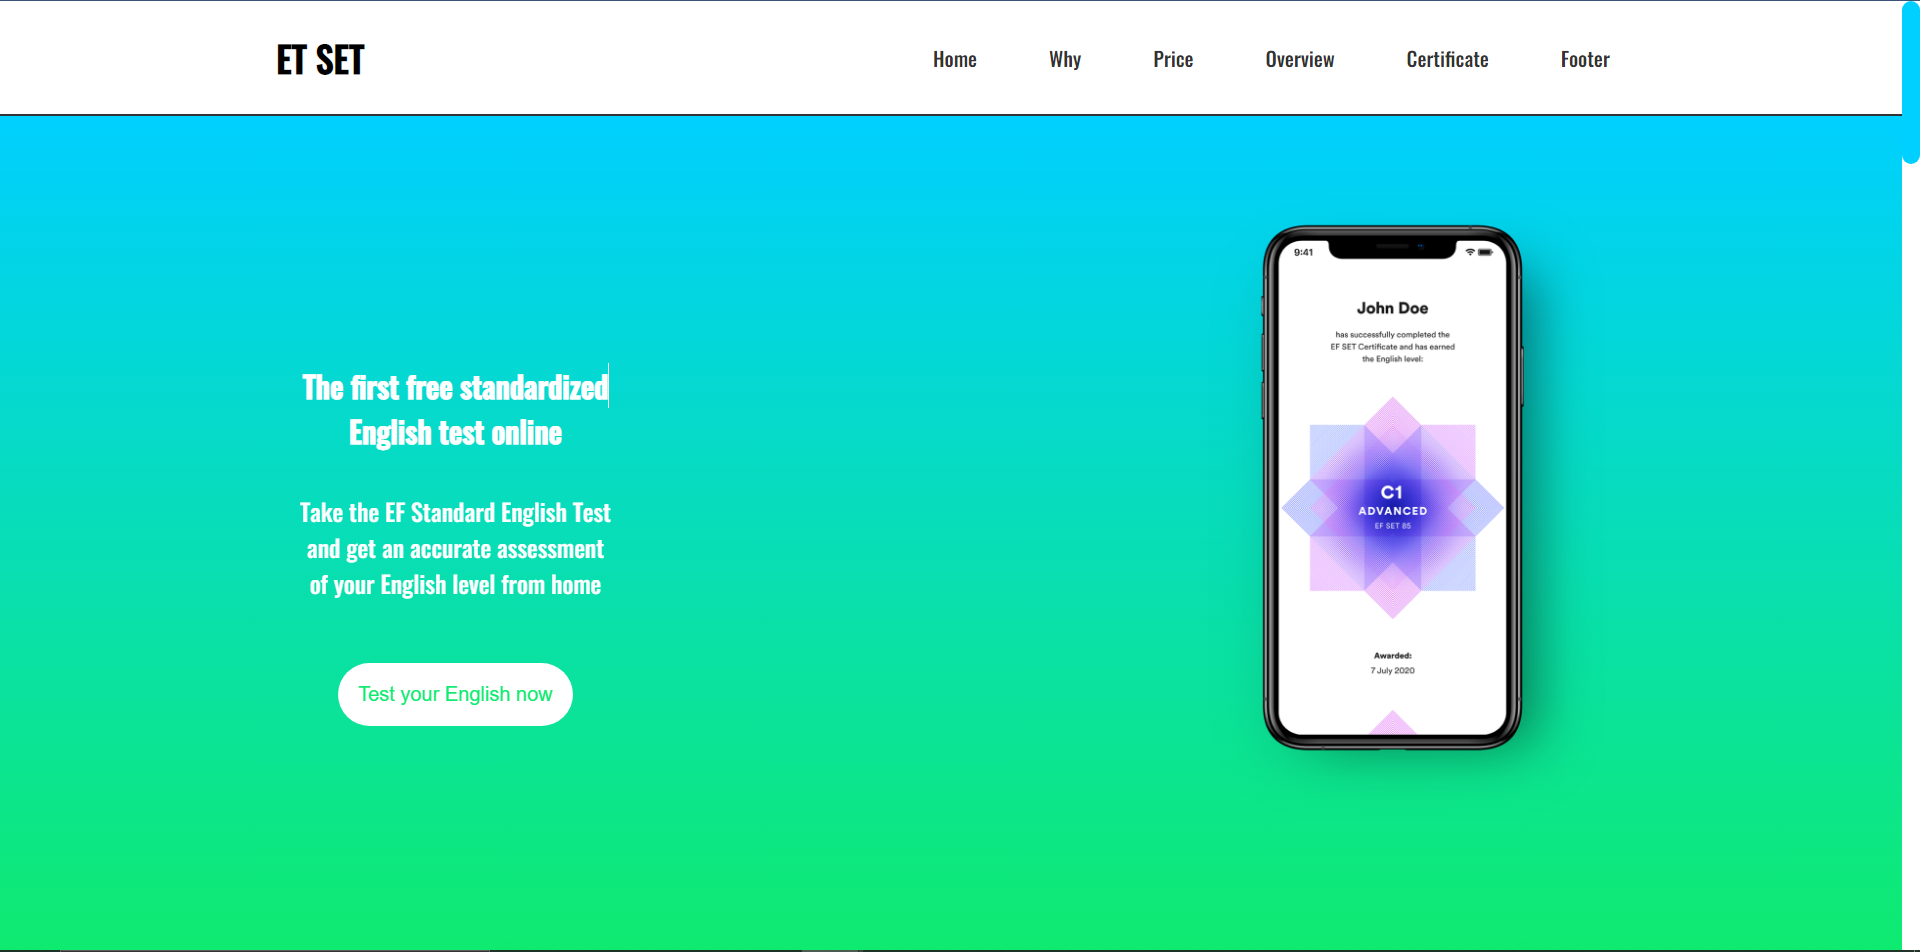 ET SET
Home Why Price Overview Certificate Footer
The first free standardized
English test online
Take the EF Standard English Test
and get an accurate assessment
of your English level from home
Test your English now
9:41
John Doe
has successfully completed the
EF SET Certificate and has earned
the English level:
C1
ADVANCED
EF SET 85
Awarded:
7 July 2020